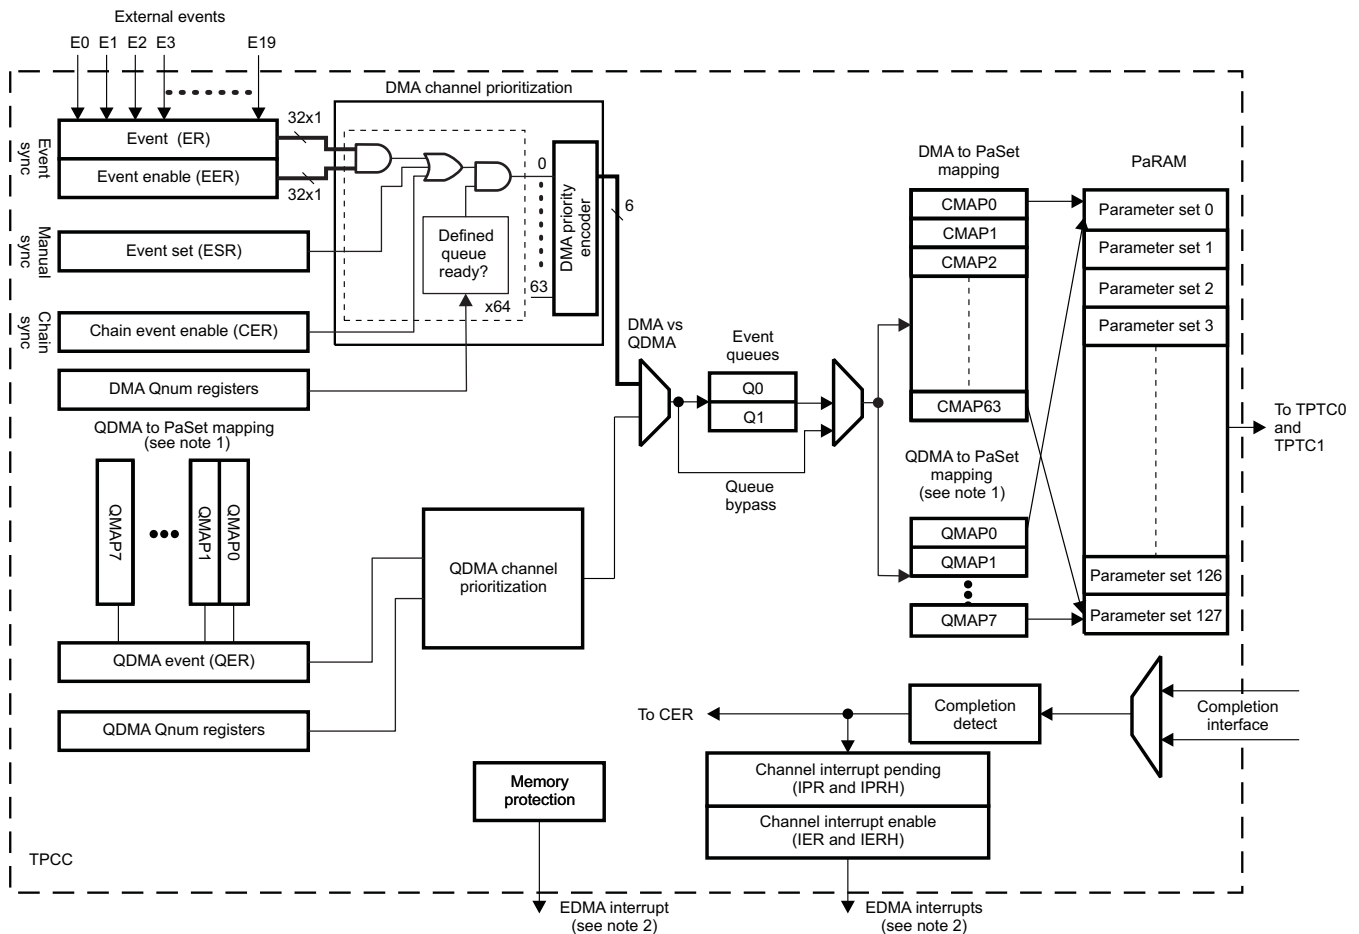 External events
E0 E1 E2 E3 E19
DMA channel prioritization
Event sync
Event (ER)
Event enable (EER)
32x1
32x1
Manual sync
Event set (ESR)
Chain sync
Chain event enable (CER)
DMA Qnum registers
Defined
queue
ready?
x64
0
63
DMA priority
encoder
6
DMA vs
QDMA
Event
queues
Q0
Q1
Queue
bypass
DMA to PaSet
mapping
CMAP0
CMAP1
CMAP2
CMAP63
QDMA to PaSet
mapping
(see note 1)
QMAP0
QMAP1
QMAP7
PaRAM
Parameter set 0
Parameter set 1
Parameter set 2
Parameter set 3
Parameter set 126
Parameter set 127
To TPTC0
and
TPTC1
QDMA to PaSet mapping
(see note 1)
QMAP7
QMAP1
QMAP0
QDMA event (QER)
QDMA Qnum registers
QDMA channel
prioritization
To CER
Completion
detect
Completion
interface
Channel interrupt pending
(IPR and IPRH)
Channel interrupt enable
(IER and IERH)
Memory
protection
TPCC
EDMA interrupt
(see note 2)
EDMA interrupts
(see note 2)